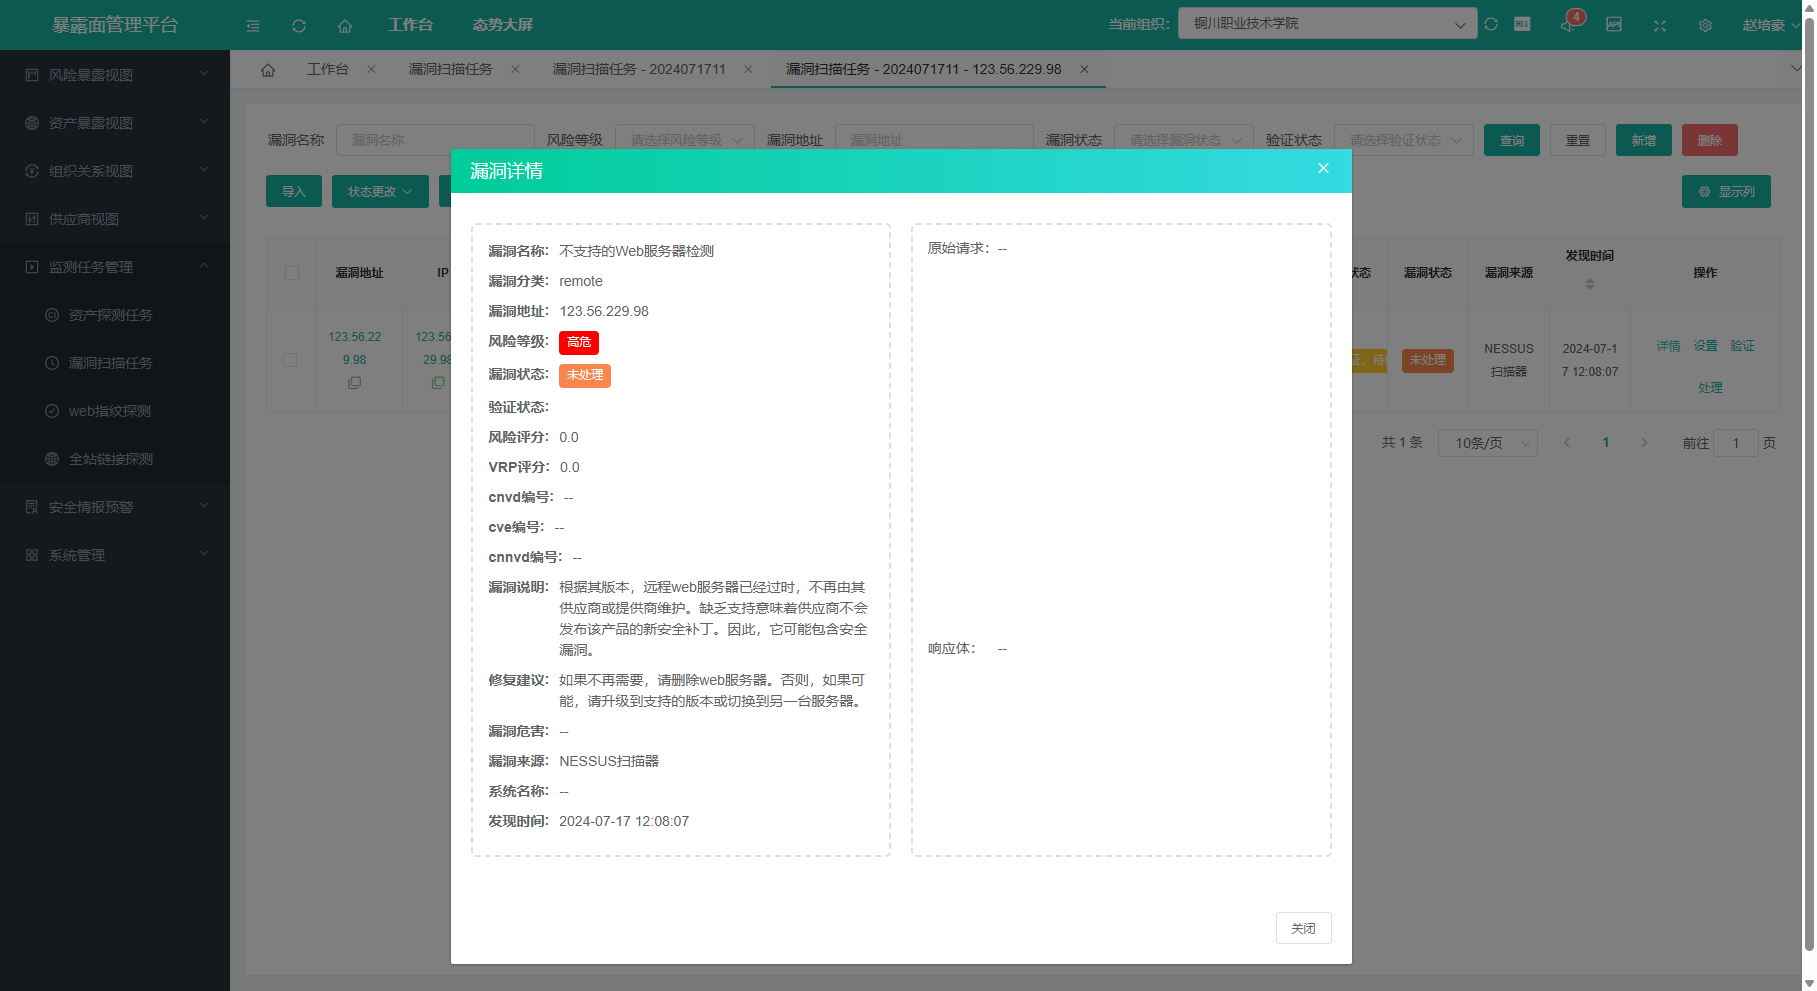 暴露面管理平台
工作台
态势大屏
当前组织：
铜川职业技术学院
4
赵培豪
风险暴露视图
资产暴露视图
组织关系视图
供应商视图
监测任务管理
资产探测任务
漏洞扫描任务
web指纹探测
全站链接探测
安全情报预警
系统管理
工作台
漏洞扫描任务
漏洞扫描任务 - 2024071711
漏洞扫描任务 - 2024071711 - 123.56.229.98
漏洞名称
漏洞名称
风险等级
请选择风险等级
漏洞地址
漏洞地址
漏洞状态
请选择漏洞状态
验证状态
请选择验证状态
查询
重置
新增
删除
导入
状态更改
显示列
漏洞地址
IP
状态
漏洞状态
漏洞来源
发现时间
操作
123.56.22
9.98
123.56
29.98
证，待
未处理
NESSUS
扫描器
2024-07-1
7 12:08:07
详情
设置
验证
处理
共 1 条
10条/页
1
前往
1
页
漏洞详情
漏洞名称： 不支持的Web服务器检测
漏洞分类： remote
漏洞地址： 123.56.229.98
风险等级： 高危
漏洞状态： 未处理
验证状态：
风险评分： 0.0
VRP评分： 0.0
cnvd编号： --
cve编号： --
cnnvd编号： --
漏洞说明： 根据其版本，远程web服务器已经过时，不再由其
供应商或提供商维护。缺乏支持意味着供应商不会
发布该产品的新安全补丁。因此，它可能包含安全
漏洞。
修复建议： 如果不再需要，请删除web服务器。否则，如果可
能，请升级到支持的版本或切换到另一台服务器。
漏洞危害： --
漏洞来源： NESSUS扫描器
系统名称： --
发现时间： 2024-07-17 12:08:07
原始请求： --
响应体： --
关闭